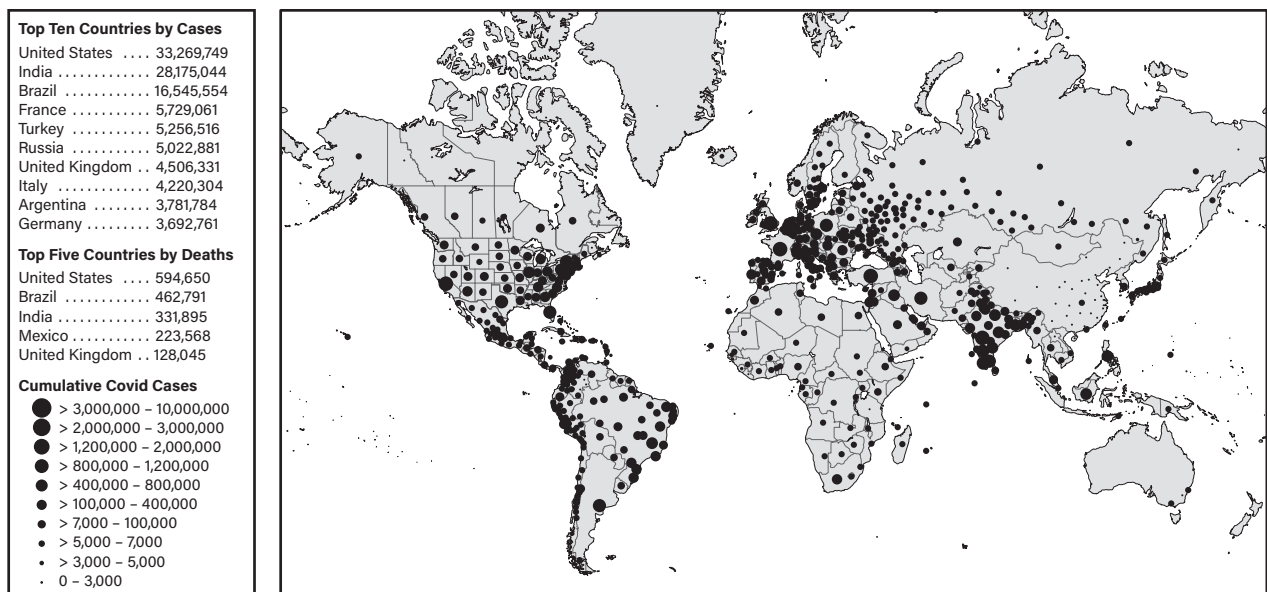 Top Ten Countries by Cases
United States .... 33,269,749
India ............. 28,175,044
Brazil ............ 16,545,554
France ............ 5,729,061
Turkey ............ 5,256,516
Russia ............ 5,022,881
United Kingdom .. 4,506,331
Italy ............. 4,220,304
Argentina ........ 3,781,784
Germany .......... 3,692,761
Top Five Countries by Deaths
United States .... 594,650
Brazil ............ 462,791
India ............. 331,895
Mexico ........... 223,568
United Kingdom .. 128,045
Cumulative Covid Cases
> 3,000,000 – 10,000,000
> 2,000,000 – 3,000,000
> 1,200,000 – 2,000,000
> 800,000 – 1,200,000
> 400,000 – 800,000
> 100,000 – 400,000
> 7,000 – 100,000
> 5,000 – 7,000
> 3,000 – 5,000
0 – 3,000